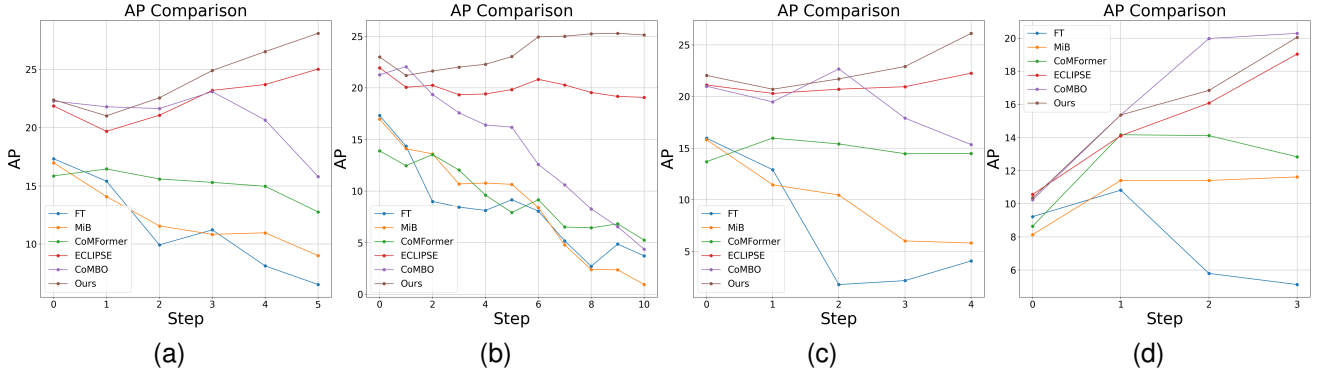 AP Comparison
AP
25
20
15
10
0 1 2 3 4 5
Step
FT
MiB
CoMFormer
ECLIPSE
CoMBO
Ours
(a)
AP Comparison
AP
25
20
15
10
5
0
0 2 4 6 8 10
Step
FT
MiB
CoMFormer
ECLIPSE
CoMBO
Ours
(b)
AP Comparison
AP
25
20
15
10
5
0 1 2 3 4
Step
FT
MiB
CoMFormer
ECLIPSE
CoMBO
Ours
(c)
AP Comparison
AP
20
18
16
14
12
10
8
6
0 1 2 3
Step
FT
MiB
CoMFormer
ECLIPSE
CoMBO
Ours
(d)